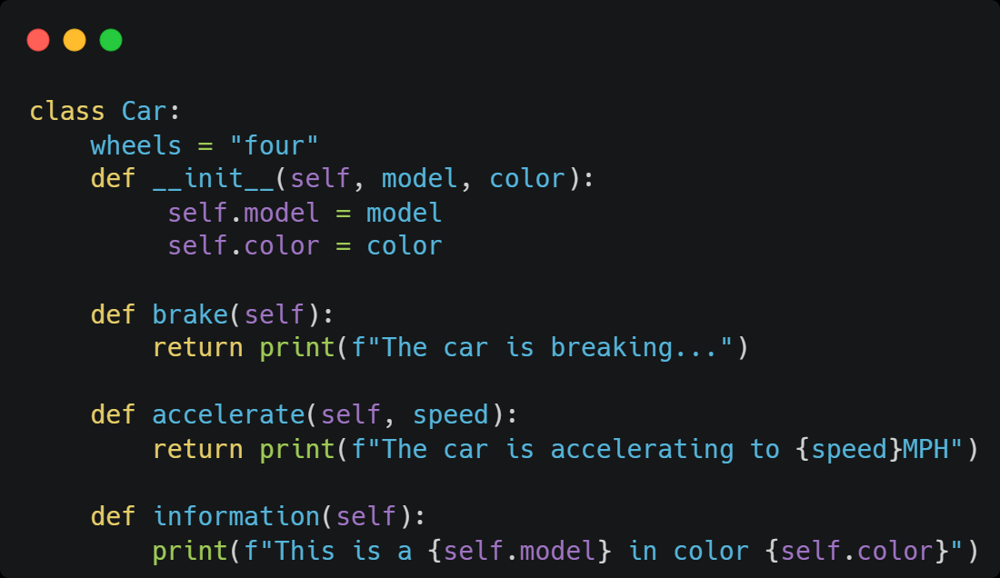 class Car:
    wheels = "four"
    def __init__(self, model, color):
         self.model = model
         self.color = color

    def brake(self):
        return print(f"The car is breaking...")

    def accelerate(self, speed):
        return print(f"The car is accelerating to {speed}MPH")

    def information(self):
        print(f"This is a {self.model} in color {self.color}")